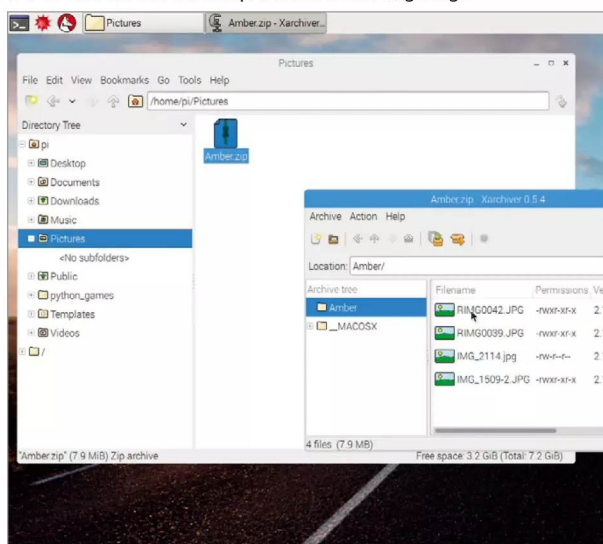 Pictures
Amber.zip - Xarchiver...
Pictures
File Edit View Bookmarks Go Tools Help
/home/pi/Pictures
Directory Tree
pi
Desktop
Documents
Downloads
Music
Pictures
<No subfolders>
Public
python_games
Templates
Videos
/
Amber.zip
Amber.zip Xarchiver 0.5.4
Archive Action Help
Location: Amber/
Archive tree
Amber
__MACOSX
Filename Permissions
RIMG0042.JPG -rwxr-xr-x 2.
RIMG0039.JPG -rwxr-xr-x 2.
IMG_2114.jpg -rw-r--r-- 2.
IMG_1509-2.JPG -rwxr-xr-x 2.
4 files (7.9 MB)
"Amber.zip" (7.9 MiB) Zip archive Free space: 3.2 GiB (Total: 7.2 GiB)